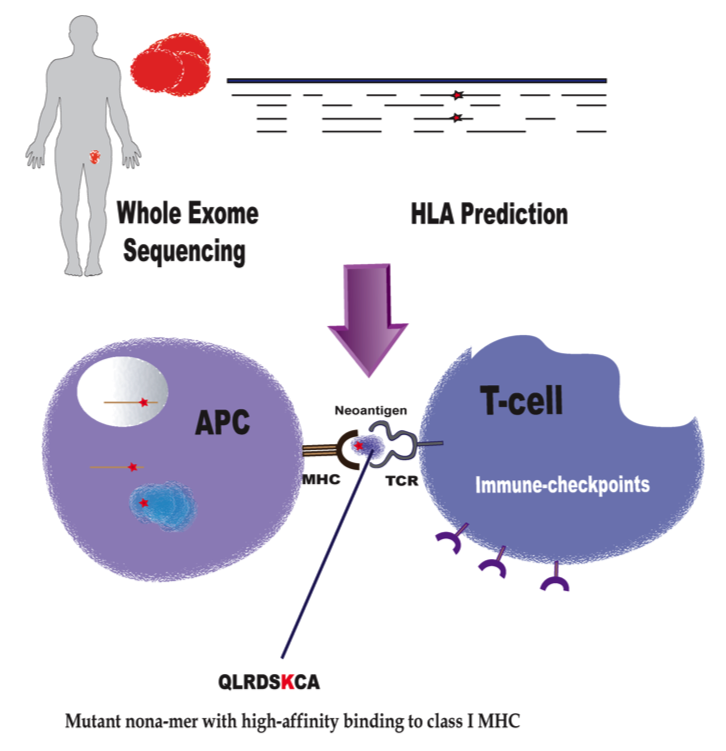 Whole Exome
Sequencing
HLA Prediction
Neoantigen
APC
T-cell
MHC
TCR
Immune-checkpoints
QLRDSKCA
Mutant nona-mer with high-affinity binding to class I MHC